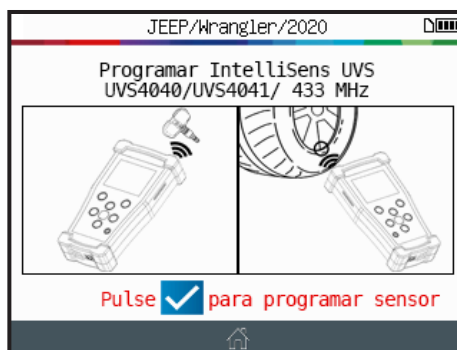 JEEP/Wrangler/2020
Programar IntelliSens UVS
UVS4040/UVS4041/ 433 MHz
Pulse para programar sensor